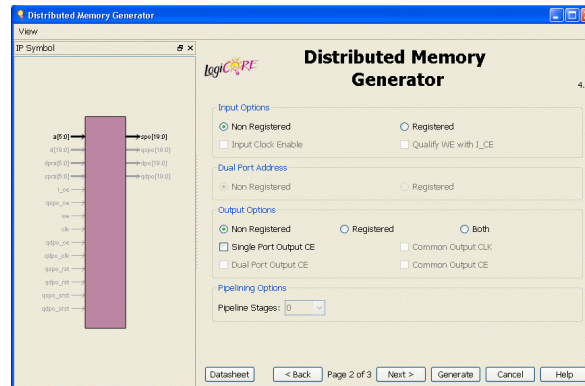 Distributed Memory Generator
View
IP Symbol
LogiCORE
Distributed Memory
Generator
4.
Input Options
Non Registered
Registered
Input Clock Enable
Qualify WE with I_CE
Dual Port Address
Non Registered
Registered
Output Options
Non Registered
Registered
Both
Single Port Output CE
Common Output CLK
Dual Port Output CE
Common Output CE
Pipelining Options
Pipeline Stages: 0
a[5:0]
spo[19:0]
d[19:0]
qspo[19:0]
dpra[5:0]
dpo[19:0]
spra[5:0]
qdpo[19:0]
i_ce
qspo_ce
we
clk
qdpo_ce
qdpo_clk
qspo_rst
qdpo_rst
qspo_srst
qdpo_srst
Datasheet
< Back
Page 2 of 3
Next >
Generate
Cancel
Help